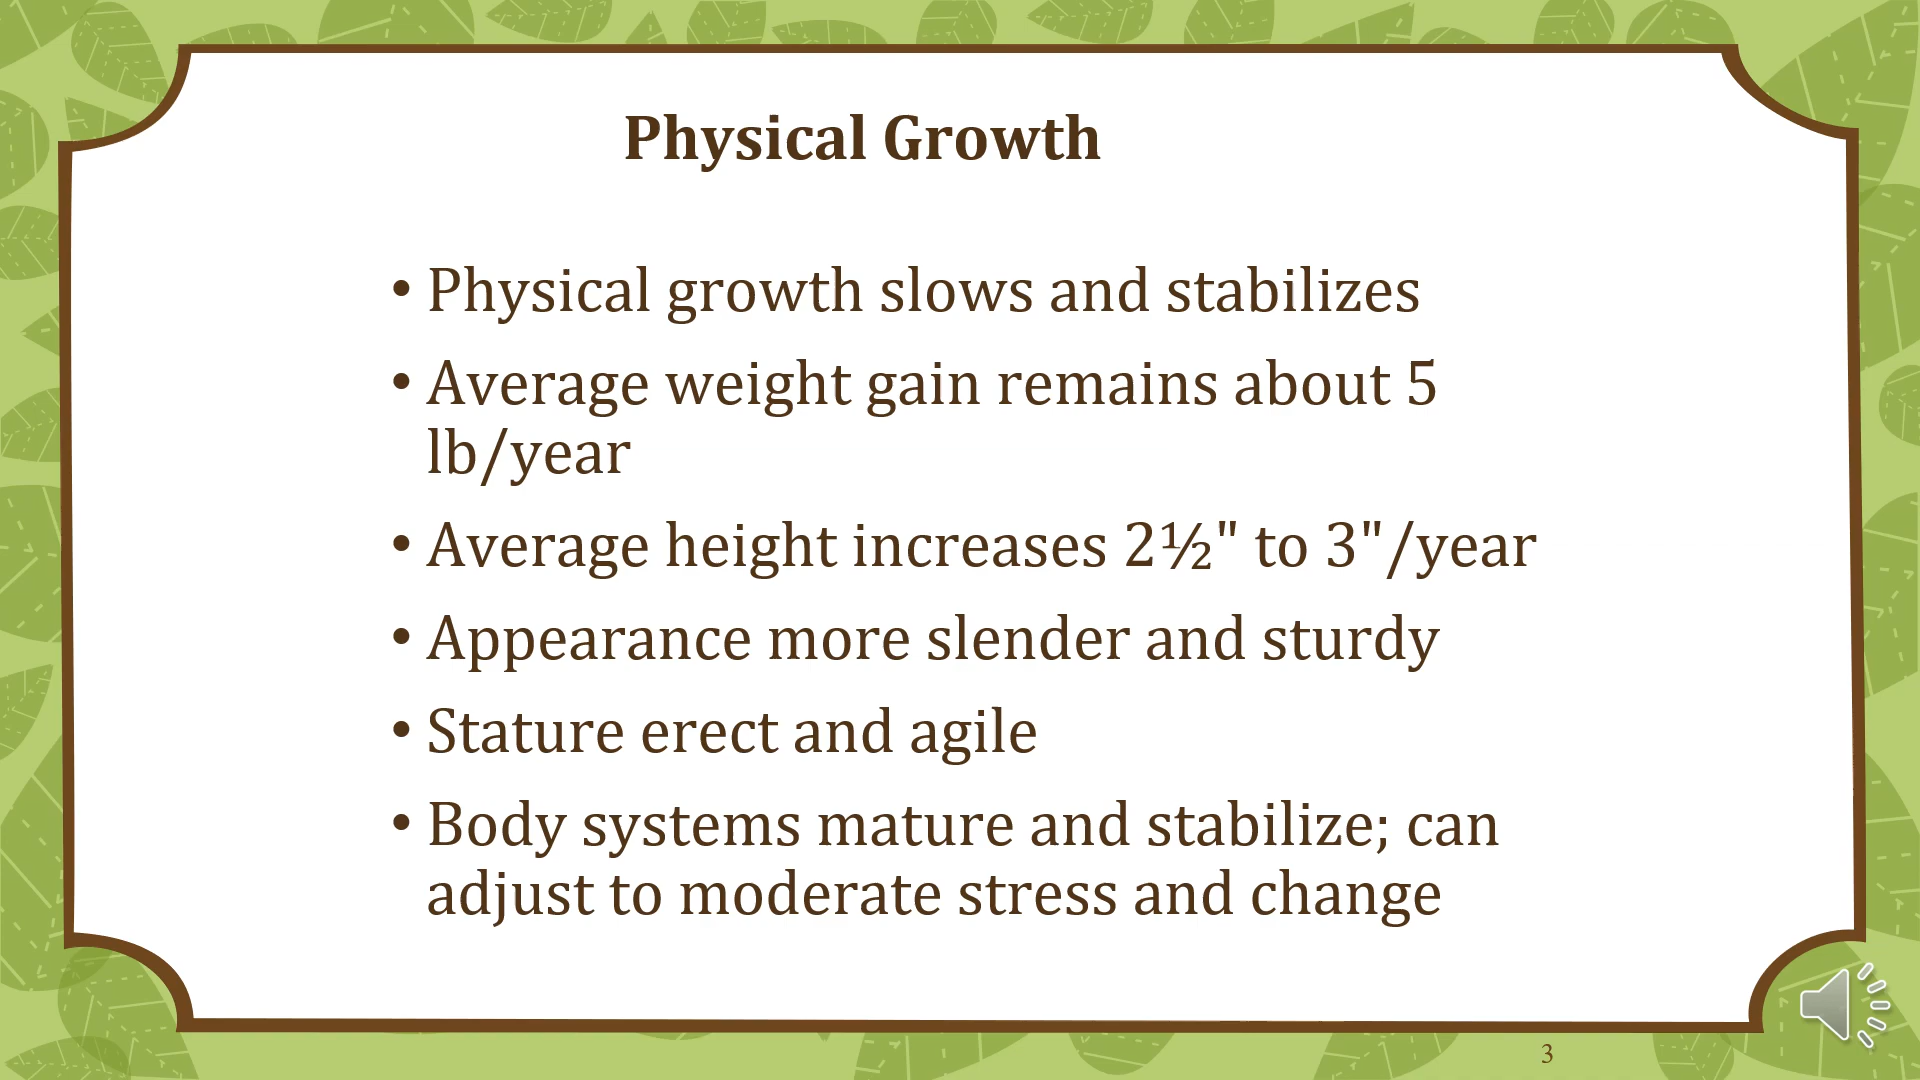 Physical Growth
• Physical growth slows and stabilizes
• Average weight gain remains about 5
lb/year
• Average height increases 2½" to 3"/year
• Appearance more slender and sturdy
• Stature erect and agile
• Body systems mature and stabilize; can
adjust to moderate stress and change
3